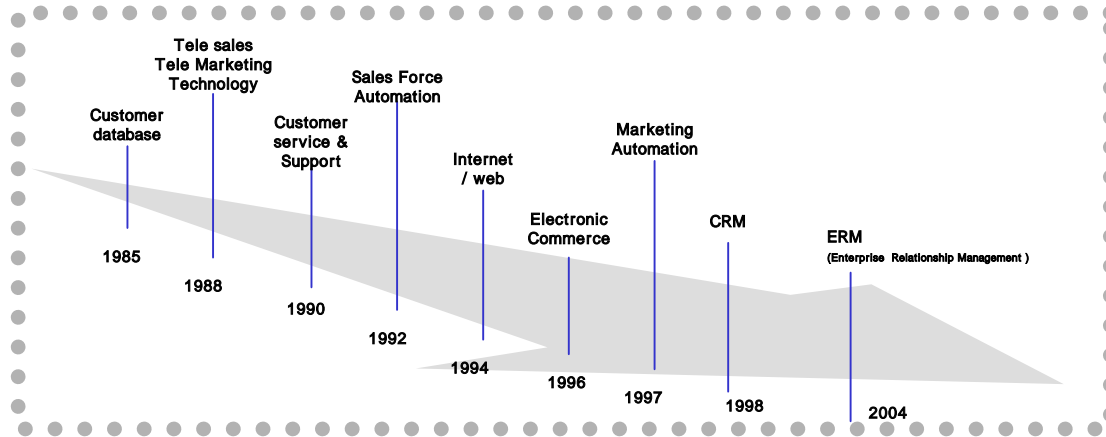 Customer
database
1985
Tele sales
Tele Marketing
Technology
1988
Customer
service &
Support
1990
Sales Force
Automation
1992
Internet
/ web
1994
Electronic
Commerce
1996
Marketing
Automation
1997
CRM
1998
ERM
(Enterprise Relationship Management )
2004